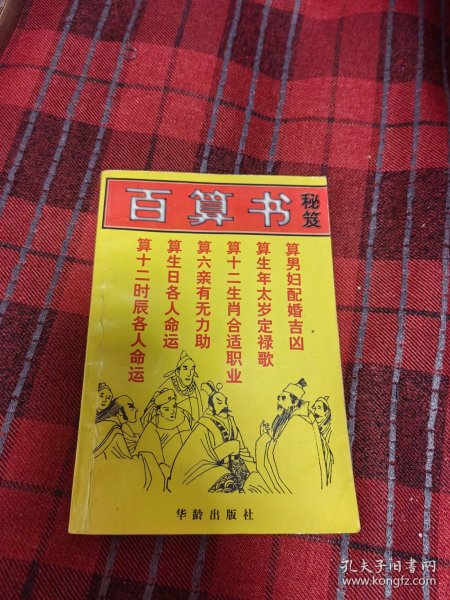 百算书秘笈
算男妇配婚吉凶
算生年太岁定禄歌
算十二生肖合适职业
算六亲有无力助
算生日各人命运
算十二时辰各人命运
华龄出版社
孔夫子旧书网
www.kongfz.com